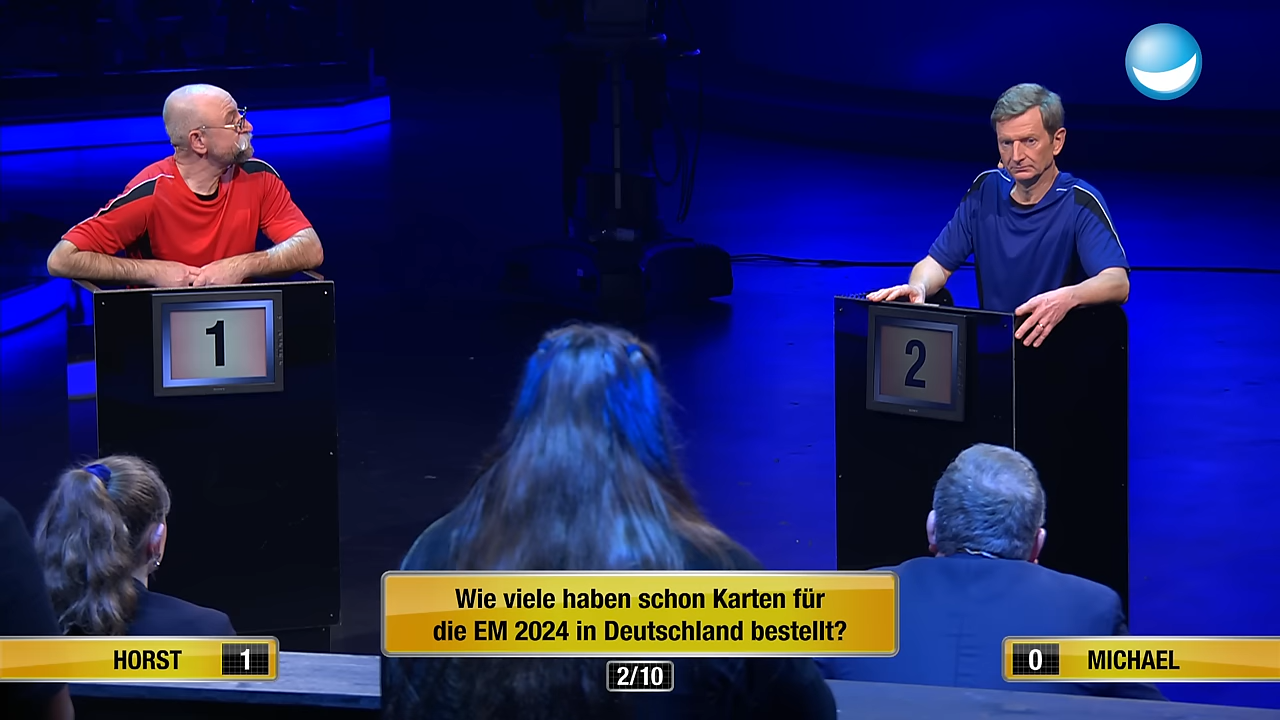 1
2
Wie viele haben schon Karten für
die EM 2024 in Deutschland bestellt?
HORST 1
2/10
0 MICHAEL